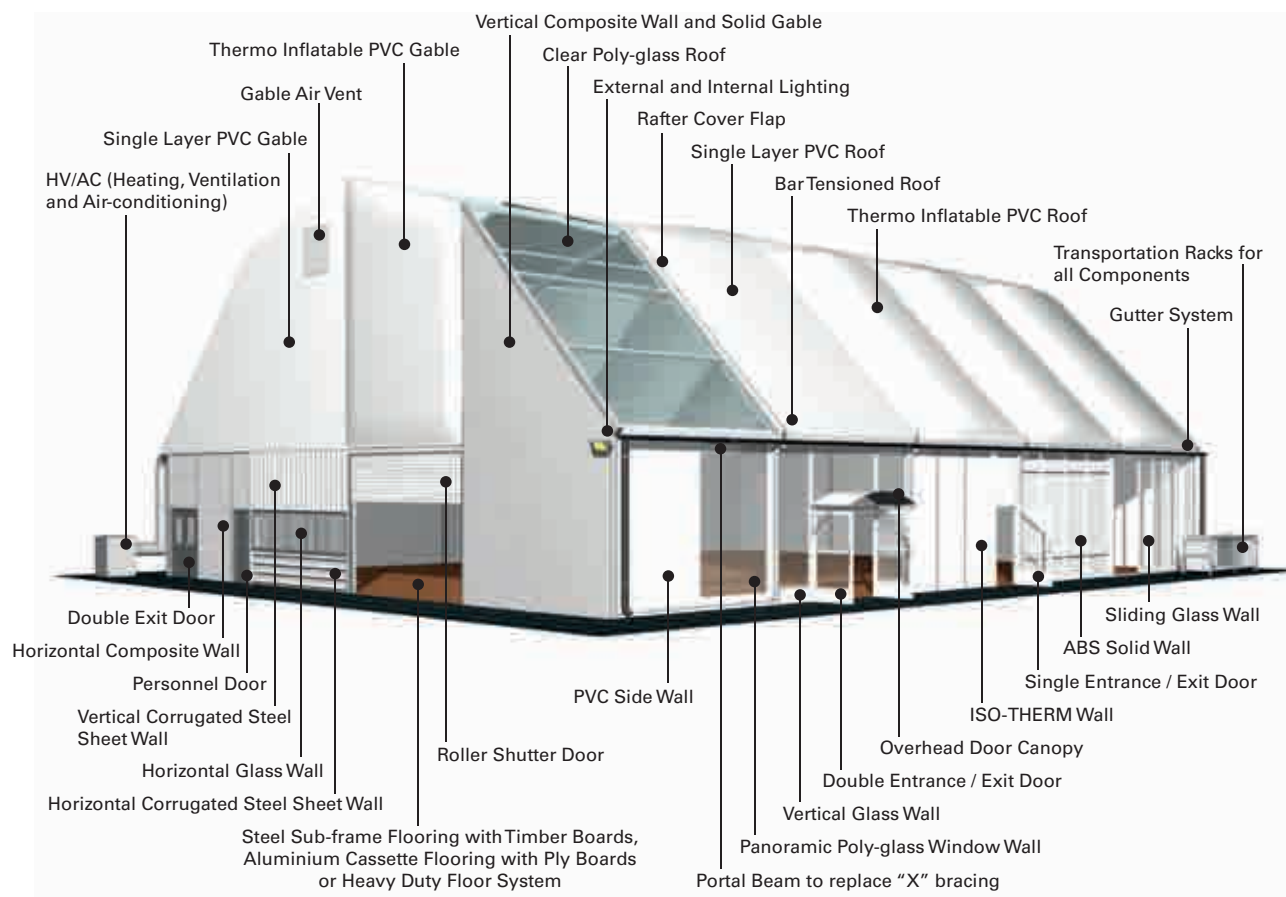 Vertical Composite Wall and Solid Gable
Thermo Inflatable PVC Gable
Clear Poly-glass Roof
Gable Air Vent
External and Internal Lighting
Rafter Cover Flap
Single Layer PVC Gable
Single Layer PVC Roof
HV/AC (Heating, Ventilation
and Air-conditioning)
Bar Tensioned Roof
Thermo Inflatable PVC Roof
Transportation Racks for
all Components
Gutter System
Double Exit Door
Horizontal Composite Wall
Personnel Door
Vertical Corrugated Steel
Sheet Wall
Horizontal Glass Wall
Horizontal Corrugated Steel Sheet Wall
Roller Shutter Door
Steel Sub-frame Flooring with Timber Boards,
Aluminium Cassette Flooring with Ply Boards
or Heavy Duty Floor System
PVC Side Wall
Sliding Glass Wall
ABS Solid Wall
Single Entrance / Exit Door
ISO-THERM Wall
Overhead Door Canopy
Double Entrance / Exit Door
Vertical Glass Wall
Panoramic Poly-glass Window Wall
Portal Beam to replace “X” bracing